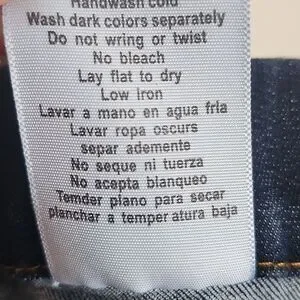 Handwash cold
Wash dark colors separately
Do not wring or twist
No bleach
Lay flat to dry
Low iron
Lavar a mano en agua fria
Lavar ropa oscurs
separ ademente
No seque ni tuerza
No acepta blanqueo
Temder plano para secar
planchar a temper atura baja